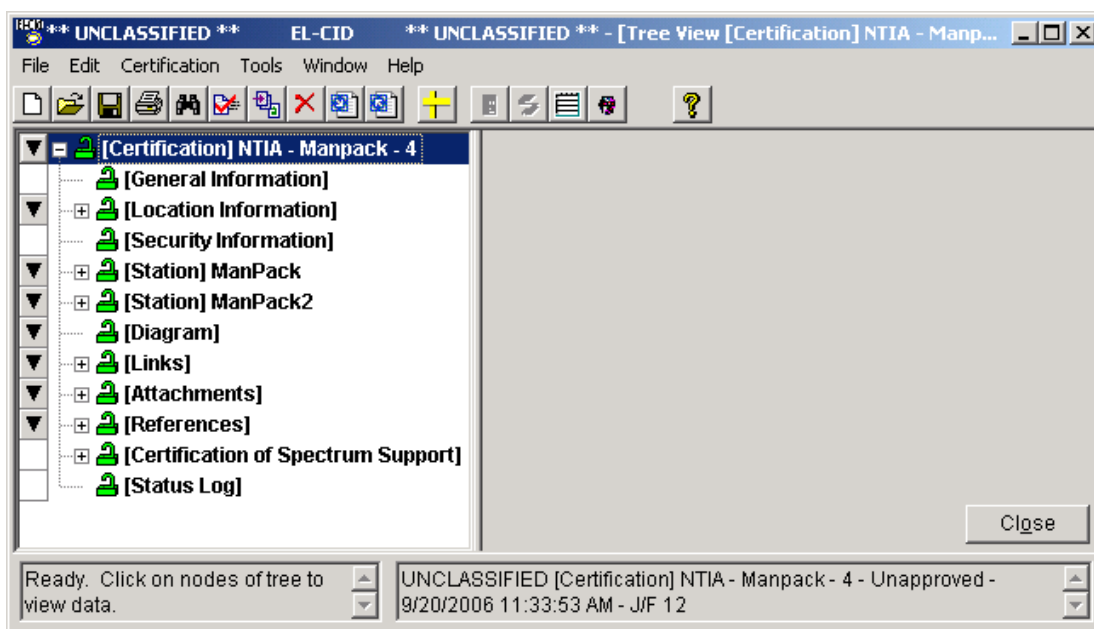 ** UNCLASSIFIED ** EL-CID ** UNCLASSIFIED ** - [Tree View [Certification] NTIA - Manp...
File Edit Certification Tools Window Help
[Certification] NTIA - Manpack - 4
[General Information]
[Location Information]
[Security Information]
[Station] ManPack
[Station] ManPack2
[Diagram]
[Links]
[Attachments]
[References]
[Certification of Spectrum Support]
[Status Log]
Close
Ready. Click on nodes of tree to
view data.
UNCLASSIFIED [Certification] NTIA - Manpack - 4 - Unapproved -
9/20/2006 11:33:53 AM - J/F 12